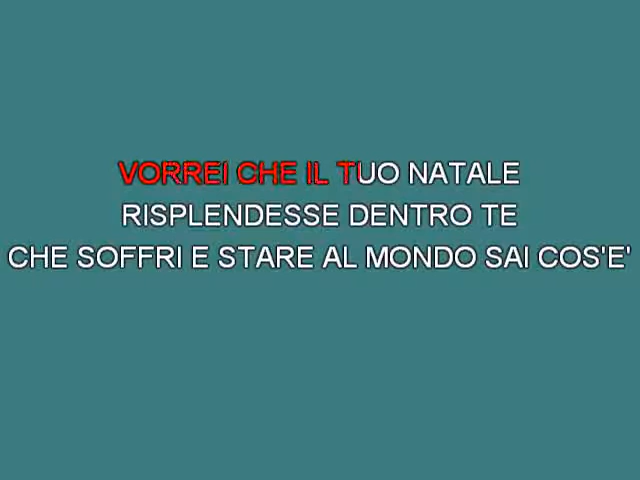 VORREI CHE IL TUO NATALE
RISPLENDESSE DENTRO TE
CHE SOFFRI E STARE AL MONDO SAI COS'E'